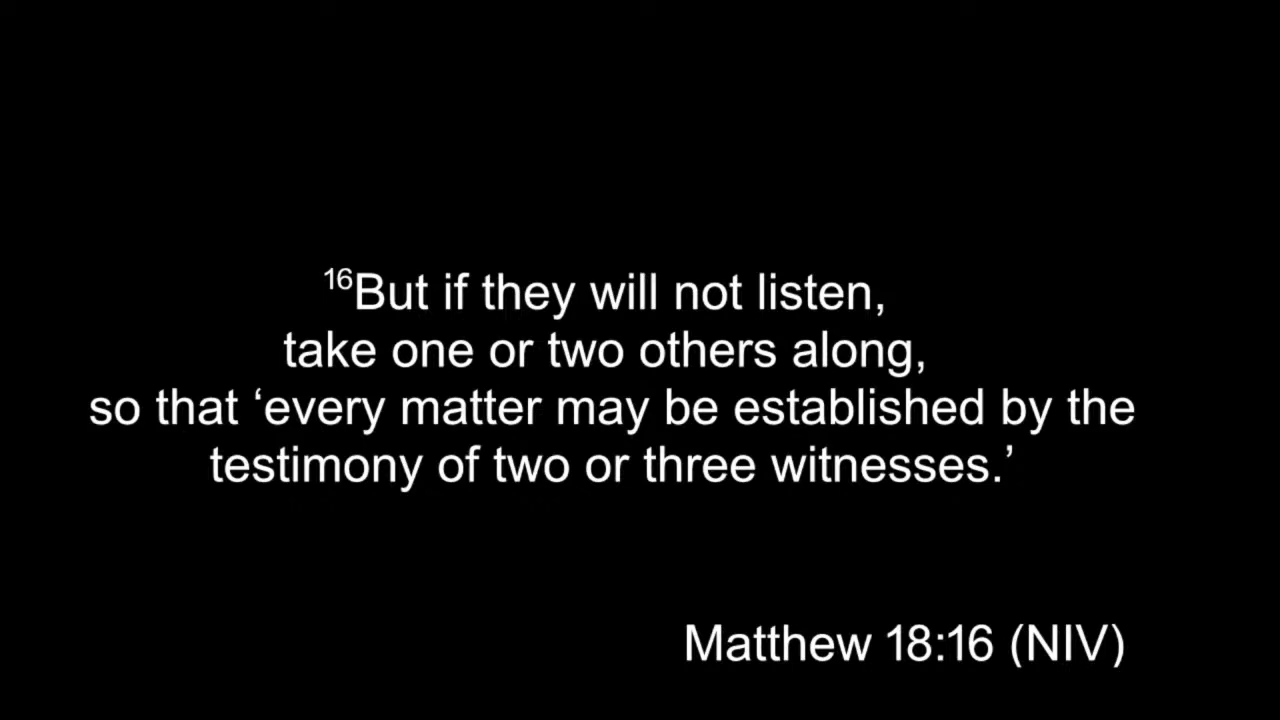 16But if they will not listen,
take one or two others along,
so that ‘every matter may be established by the
testimony of two or three witnesses.’
Matthew 18:16 (NIV)